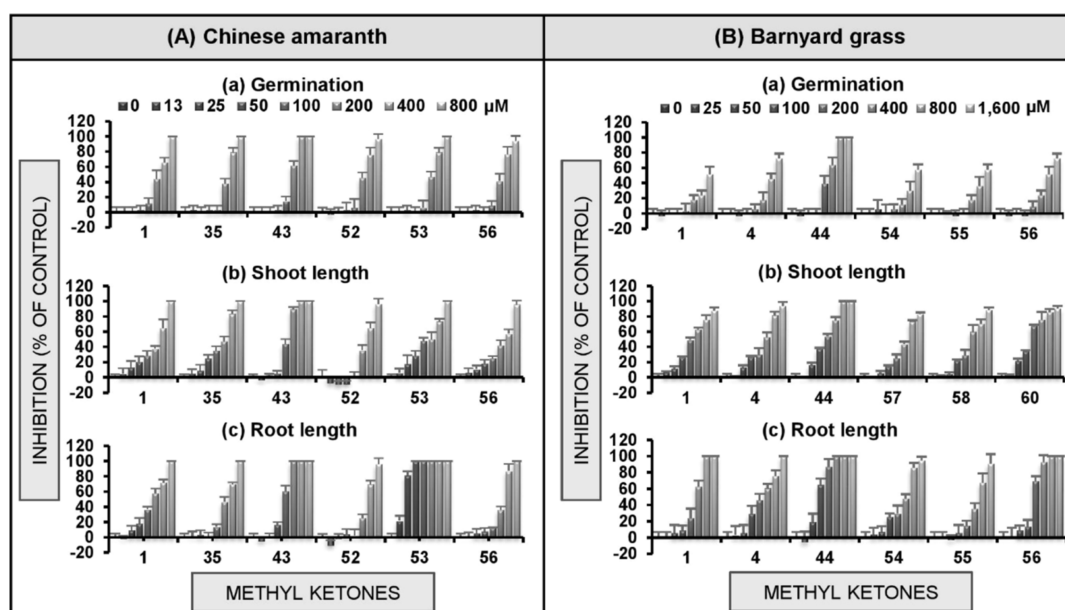 (A) Chinese amaranth
(a) Germination
0 13 25 50 100 200 400 800 µM
120
100
80
60
40
20
0
-20
1 35 43 52 53 56
(b) Shoot length
120
100
80
60
40
20
0
-20
1 35 43 52 53 56
(c) Root length
120
100
80
60
40
20
0
-20
1 35 43 52 53 56
INHIBITION (% OF CONTROL)
METHYL KETONES
(B) Barnyard grass
(a) Germination
0 25 50 100 200 400 800 1,600 µM
120
100
80
60
40
20
0
-20
1 4 44 54 55 56
(b) Shoot length
120
100
80
60
40
20
0
-20
1 4 44 57 58 60
(c) Root length
120
100
80
60
40
20
0
-20
1 4 44 54 55 56
INHIBITION (% OF CONTROL)
METHYL KETONES